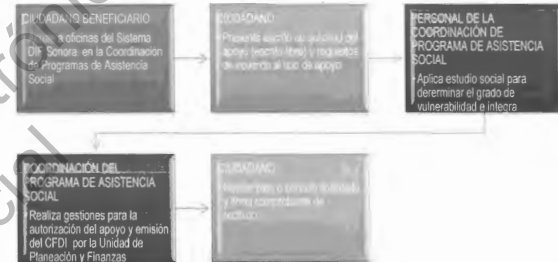 CIUDADANO BENEFICIARIO
a oficinas del Sistema
DIF Sonora en la Coordinación
de Programas de Asistencia
Social
CIUDADANO
Presenta escrito de solicitud del
apoyo (escrito libre) y requisitos
de acuerdo al tipo de apoyo
PERSONAL DE LA
COORDINACIÓN DE
PROGRAMA DE ASISTENCIA
SOCIAL
Aplica estudio social para
determinar el grado de
vulnerabilidad e integra
COORDINACIÓN DEL
PROGRAMA DE ASISTENCIA
SOCIAL
Realiza gestiones para la
autorización del apoyo y emisión
del CFDI por la Unidad de
Planeación y Finanzas
CIUDADANO
y firma comprobante de